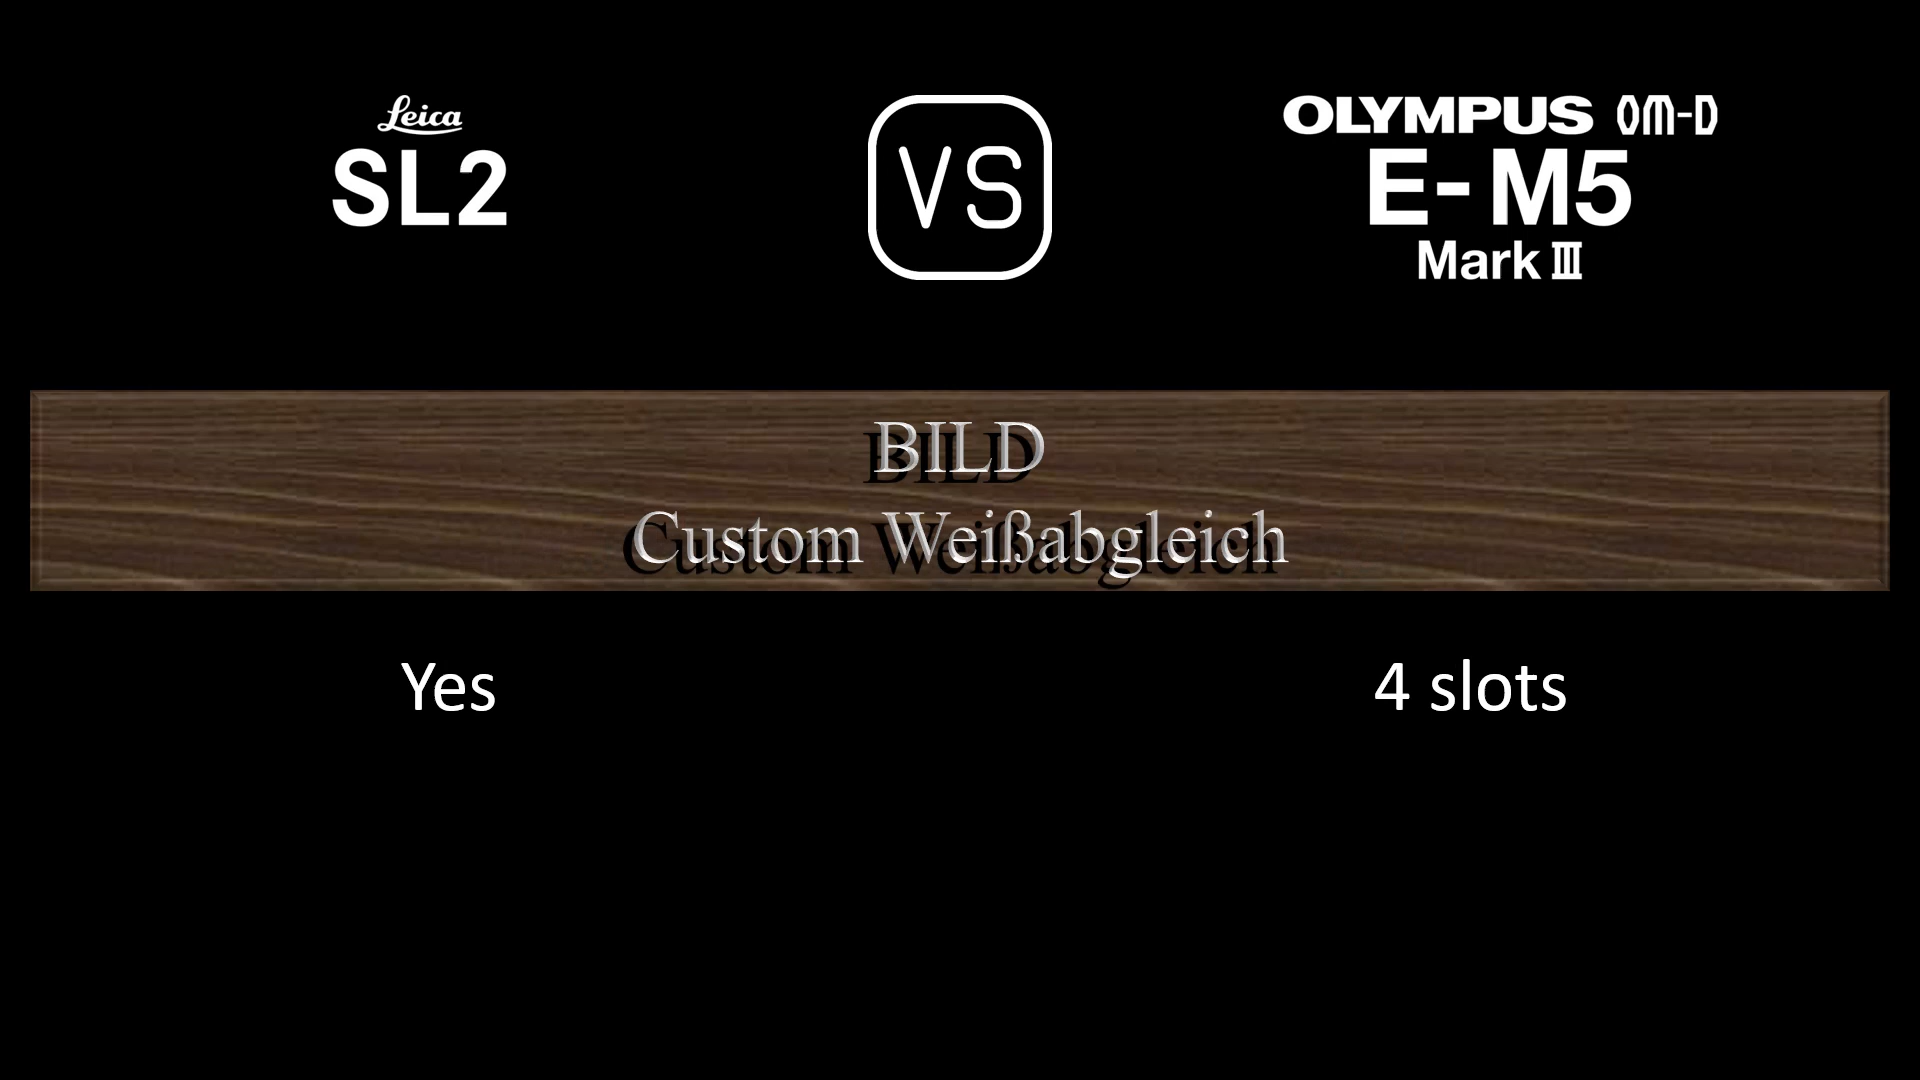 Leica
SL2
VS
OLYMPUS OM-D
E-M5
Mark III
BILD
Custom Weißabgleich
Yes
4 slots